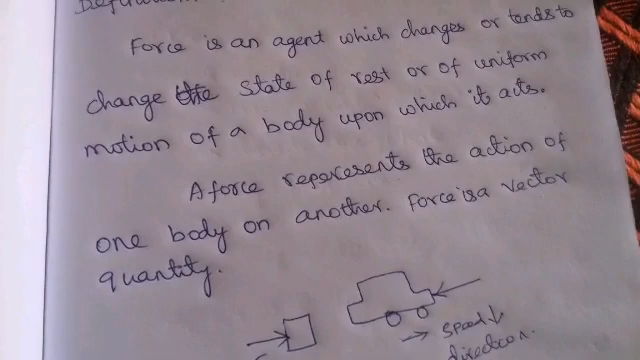 Definition
Force is an agent which changes or tends to
change the state of rest or of uniform
motion of a body upon which it acts.
A force represents the action of
one body on another. Force is a vector
quantity.
→ speed↓
direction.